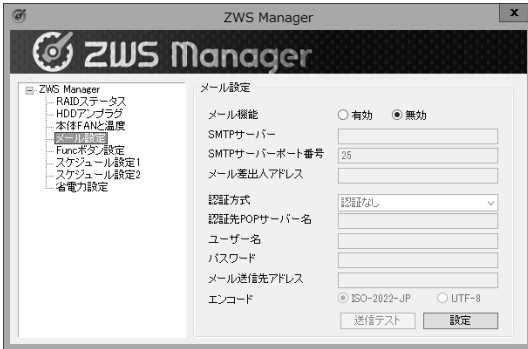 ZWS Manager
x
ZWS Manager
ZWS Manager
RAIDステータス
HDDアンプラグ
本体FANと温度
メール設定
Funcボタン設定
スケジュール設定1
スケジュール設定2
省電力設定
メール設定
メール機能 有効 無効
SMTPサーバー
SMTPサーバーポート番号 25
メール差出人アドレス
認証方式 認証なし
認証先POPサーバー名
ユーザー名
パスワード
メール送信先アドレス
エンコード ISO-2022-JP UTF-8
送信テスト 設定